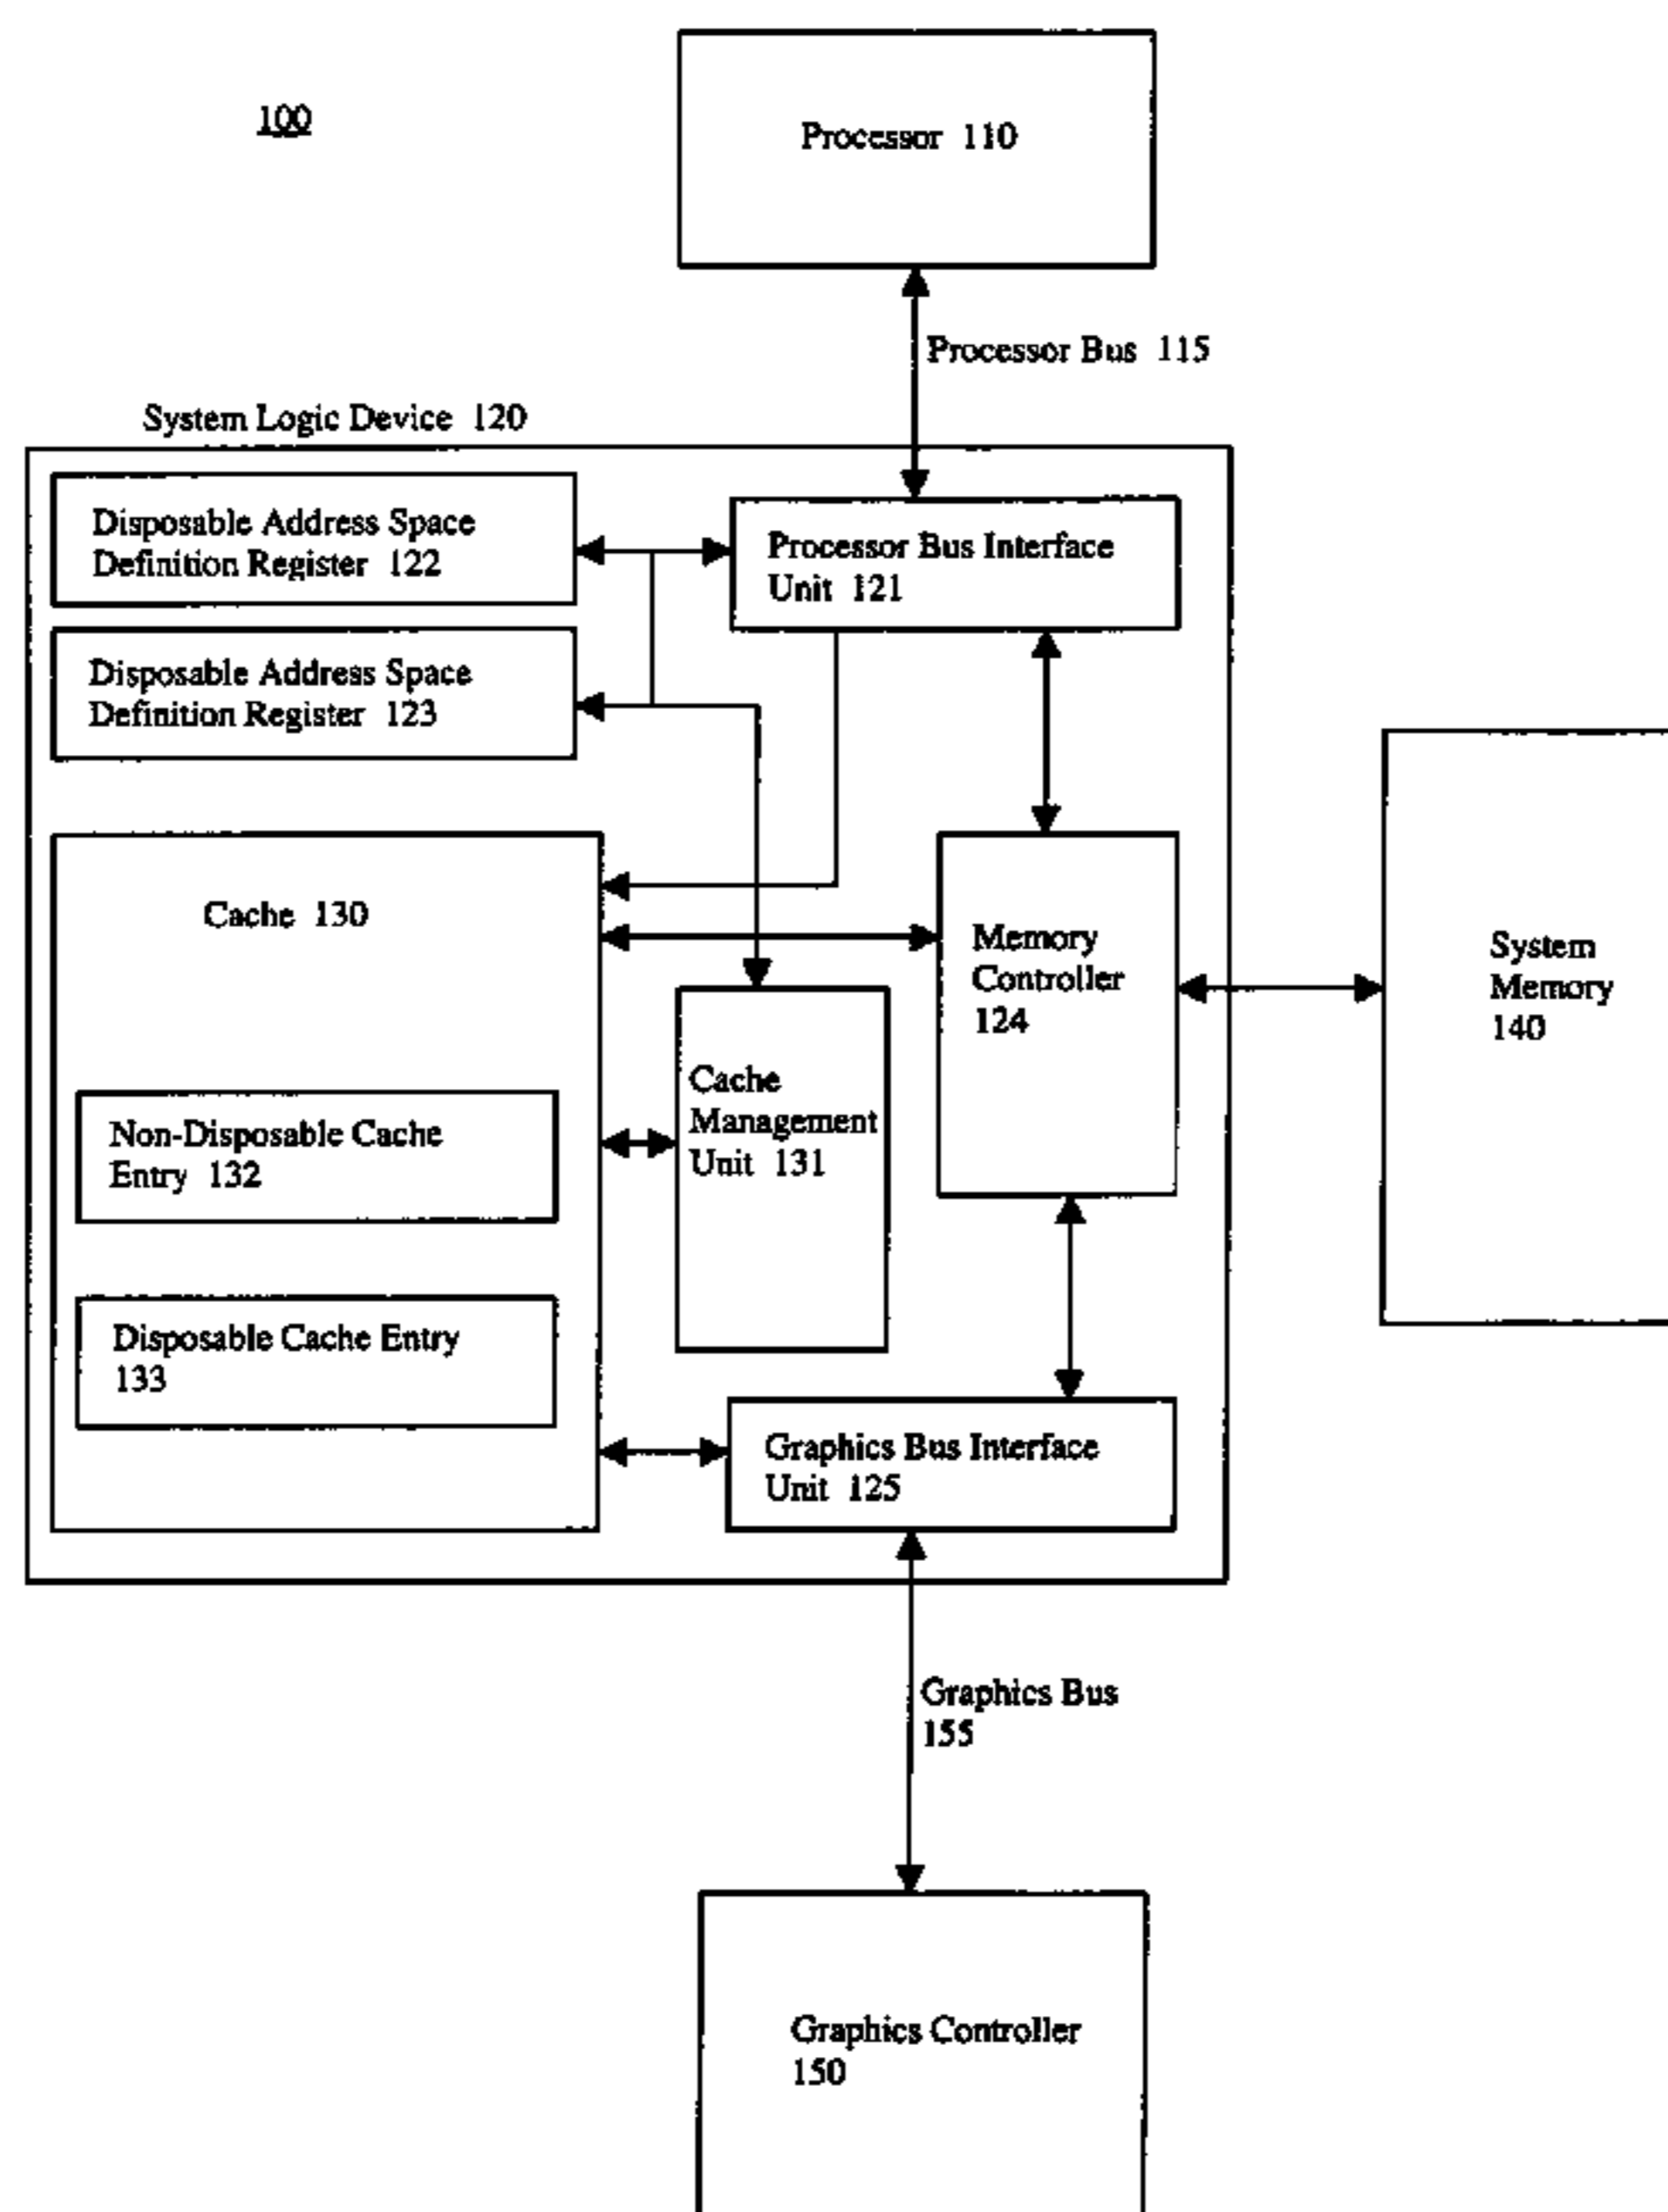 100
Processor 110
Processor Bus 115
System Logic Device 120
Disposable Address Space
Definition Register 122
Processor Bus Interface
Unit 121
Disposable Address Space
Definition Register 123
Cache 130
Memory
Controller
124
System
Memory
140
Cache
Management
Unit 131
Non-Disposable Cache
Entry 132
Disposable Cache Entry
133
Graphics Bus Interface
Unit 125
Graphics Bus
155
Graphics Controller
150